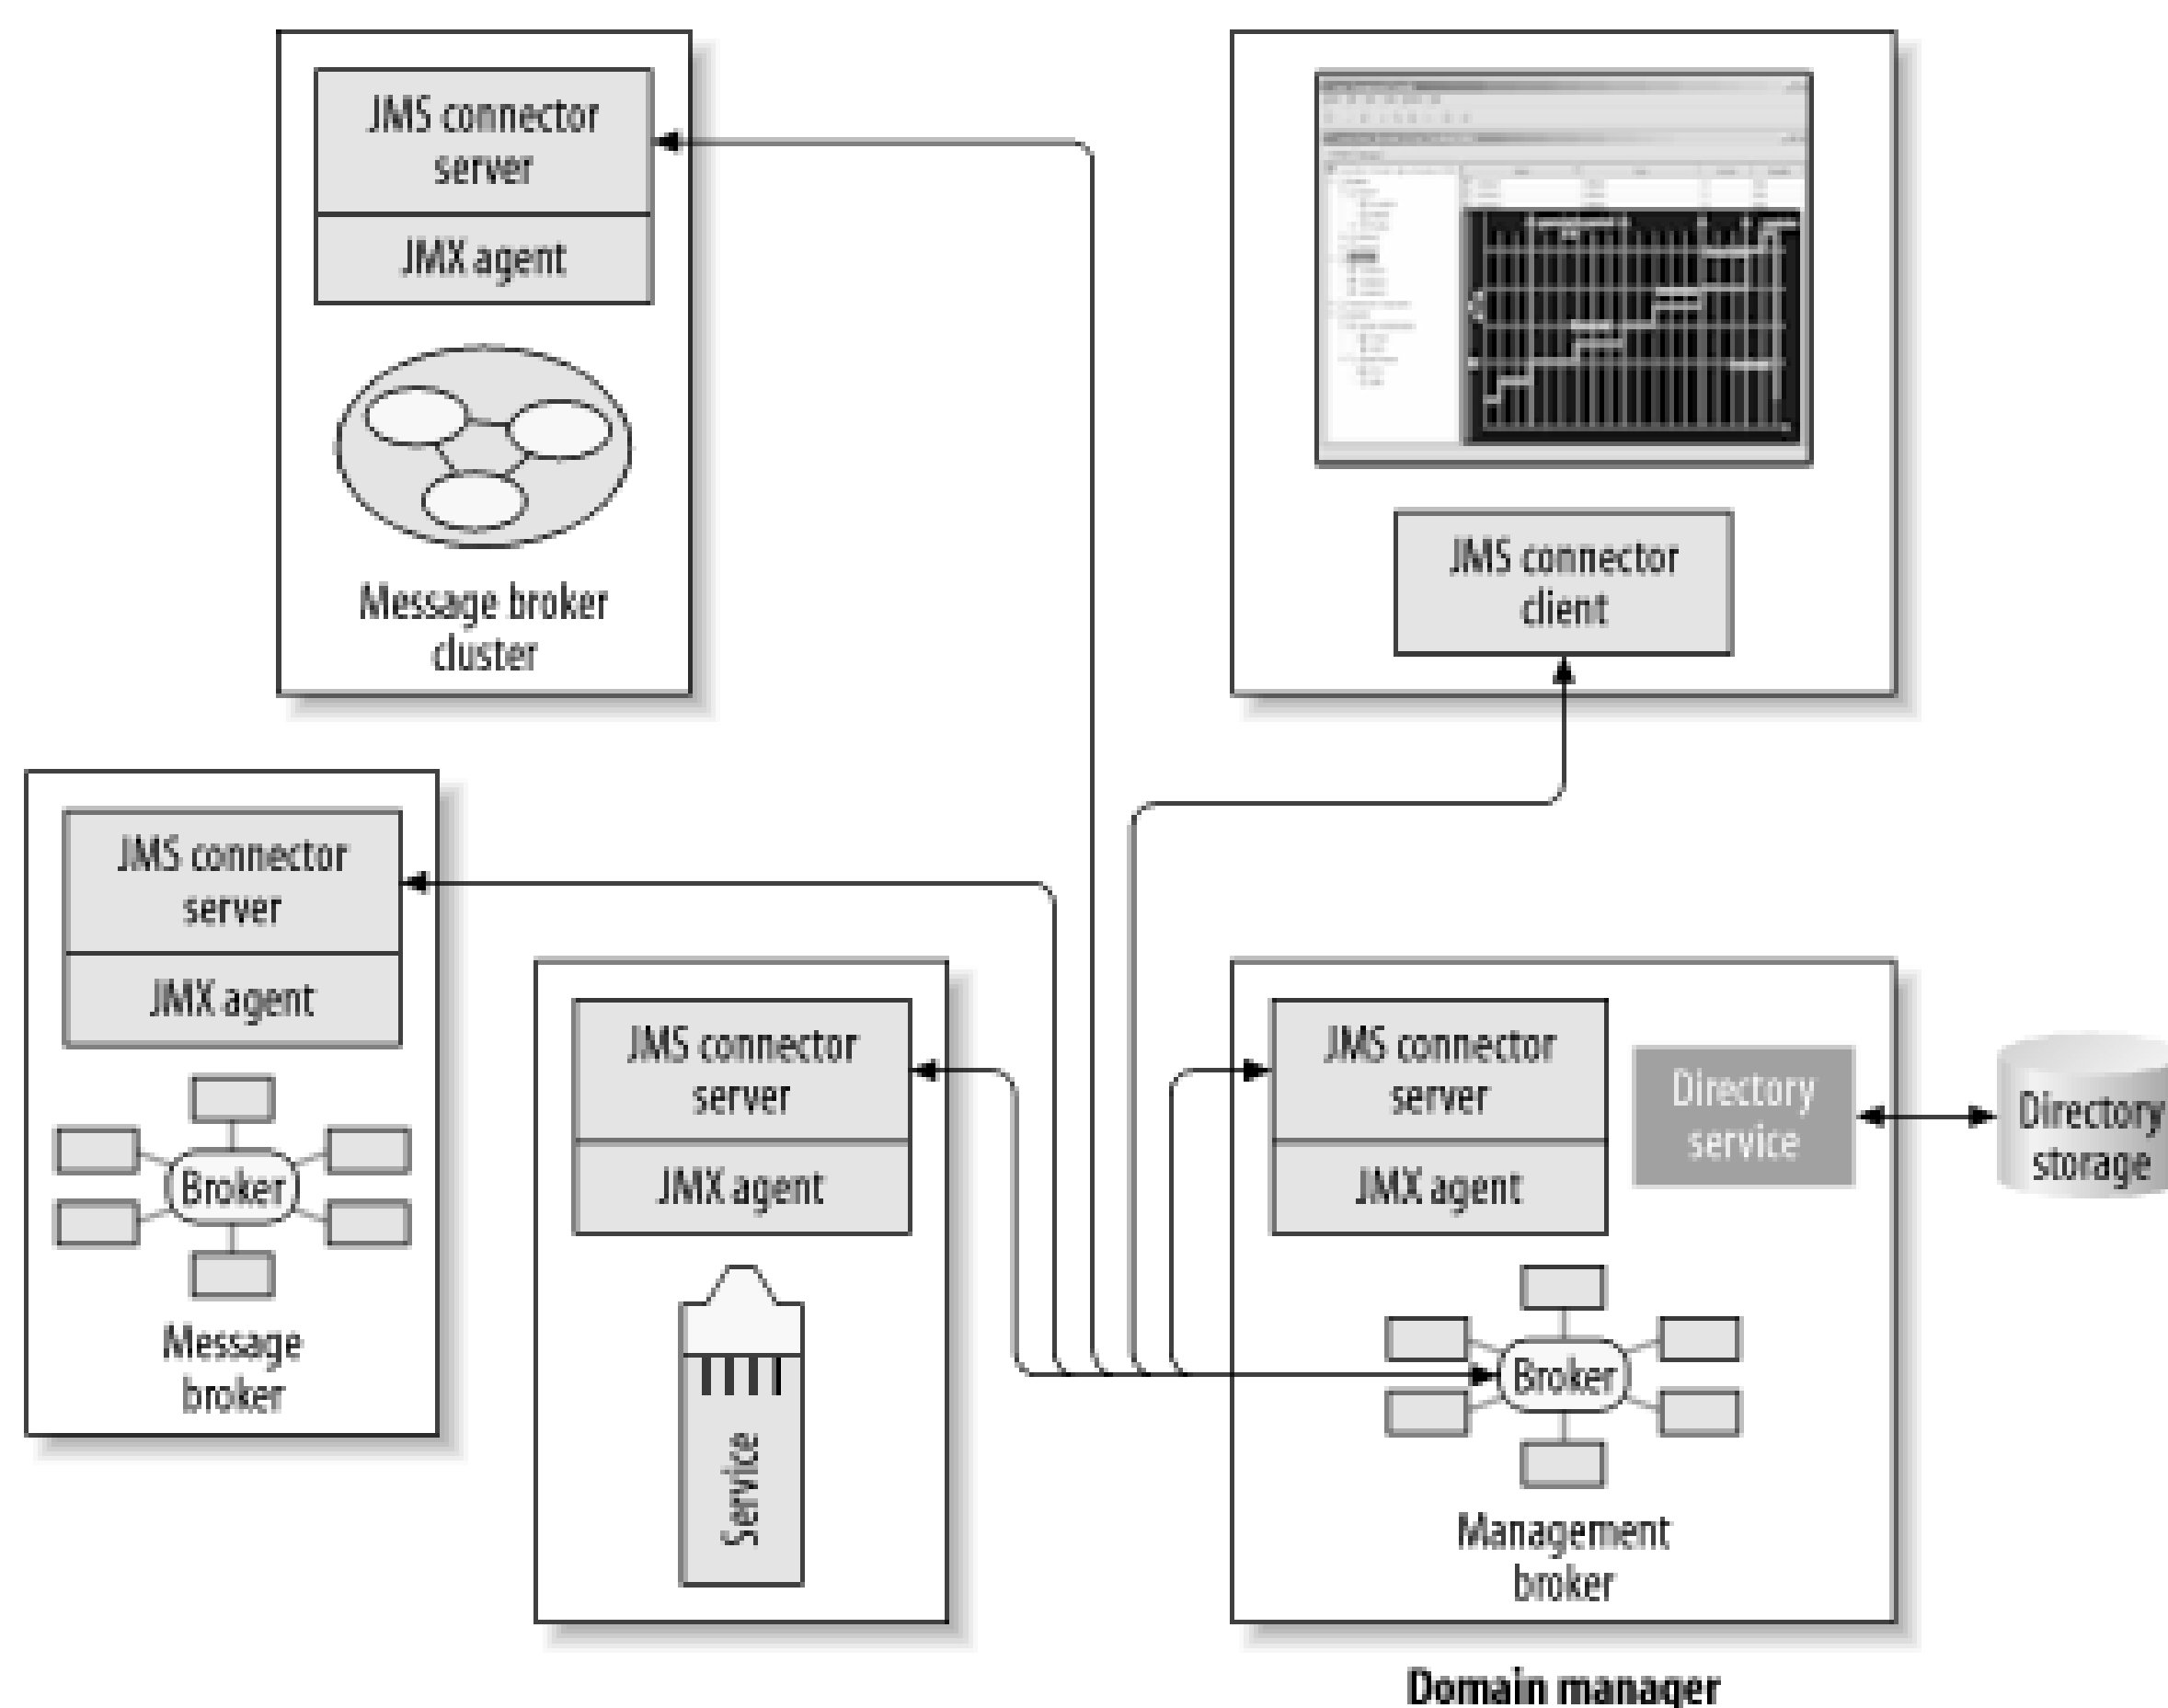 JMS connector
server
JMX agent
Message broker
cluster
JMS connector
client
JMS connector
server
JMX agent
Broker
Message
broker
JMS connector
server
JMX agent
Service
JMS connector
server
JMX agent
Directory
service
Directory
storage
Broker
Management
broker
Domain manager